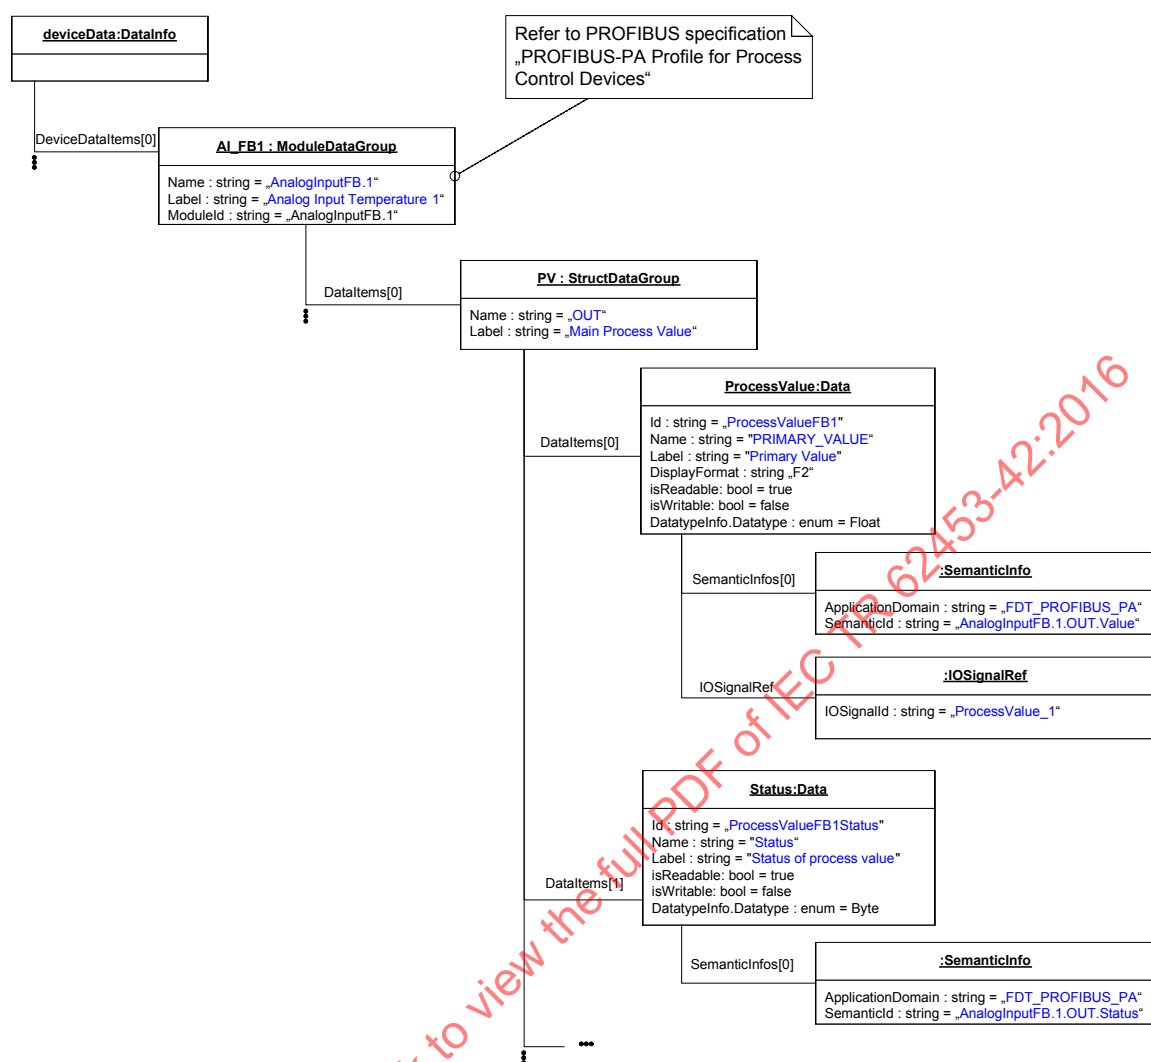 deviceData:DataInfo
Refer to PROFIBUS specification
„PROFIBUS-PA Profile for Process
Control Devices“
DeviceDataItems[0]
AI_FB1 : ModuleDataGroup
Name : string = „AnalogInputFB.1“
Label : string = „Analog Input Temperature 1“
ModuleId : string = „AnalogInputFB.1“
DataItems[0]
PV : StructDataGroup
Name : string = „OUT“
Label : string = „Main Process Value“
DataItems[0]
ProcessValue:Data
Id : string = „ProcessValueFB1"
Name : string = "PRIMARY_VALUE“
Label : string = "Primary Value"
DisplayFormat : string „F2“
isReadable: bool = true
isWritable: bool = false
DatatypeInfo.Datatype : enum = Float
SemanticInfos[0]
:SemanticInfo
ApplicationDomain : string = „FDT_PROFIBUS_PA“
SemanticId : string = „AnalogInputFB.1.OUT.Value“
IOSignalRef
:IOSignalRef
IOSignalId : string = „ProcessValue_1“
DataItems[1]
Status:Data
Id : string = „ProcessValueFB1Status"
Name : string = "Status“
Label : string = "Status of process value"
isReadable: bool = true
isWritable: bool = false
DatatypeInfo.Datatype : enum = Byte
SemanticInfos[0]
:SemanticInfo
ApplicationDomain : string = „FDT_PROFIBUS_PA“
SemanticId : string = „AnalogInputFB.1.OUT.Status“
to view the full PDF of IEC TR 62453-42:2016